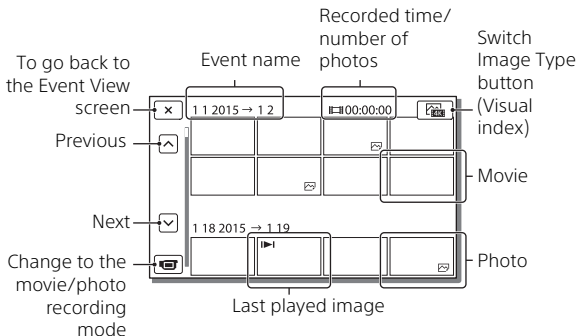 Recorded time/
number of
photos
Switch
Image Type
button
(Visual
index)
To go back to
the Event View
screen
Event name
× 1 1 2015 → 1 2 00:00:00 4K
Previous
Movie
Next
1 18 2015 → 1 19
Change to the
movie/photo
recording
mode
Photo
Last played image